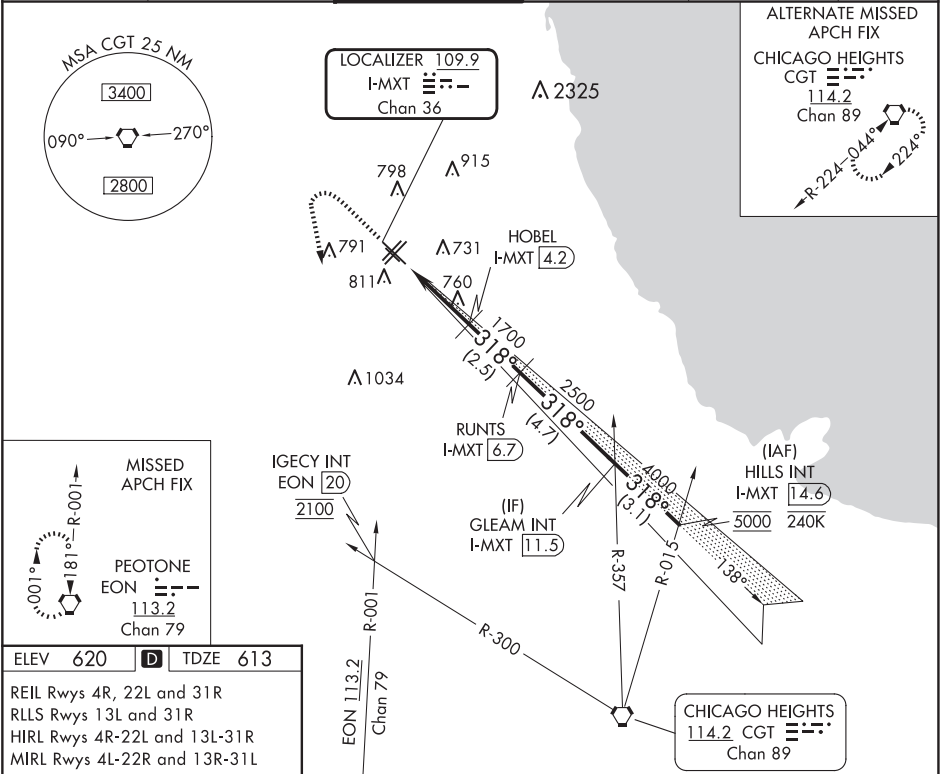 MSA CGT 25 NM
3400
090°
270°
2800
LOCALIZER 109.9
I-MXT
Chan 36
2325
ALTERNATE MISSED
APCH FIX
CHICAGO HEIGHTS
CGT
114.2
Chan 89
R-224
044°
224°
798
915
791
811
731
760
HOBEL
I-MXT 4.2
1700
318°
(2.5)
1034
RUNTS
I-MXT 6.7
2500
318°
(4.7)
(IF)
GLEAM INT
I-MXT 11.5
4000
318°
(3.1)
(IAF)
HILLS INT
I-MXT 14.6
5000 240K
138°
MISSED
APCH FIX
R-001
181°
001°
PEOTONE
EON
113.2
Chan 79
IGECY INT
EON 20
2100
R-001
EON 113.2
Chan 79
R-300
R-357
R-015
CHICAGO HEIGHTS
114.2 CGT
Chan 89
ELEV 620 D TDZE 613
REIL Rwys 4R, 22L and 31R
RLLS Rwys 13L and 31R
HIRL Rwys 4R-22L and 13L-31R
MIRL Rwys 4L-22R and 13R-31L